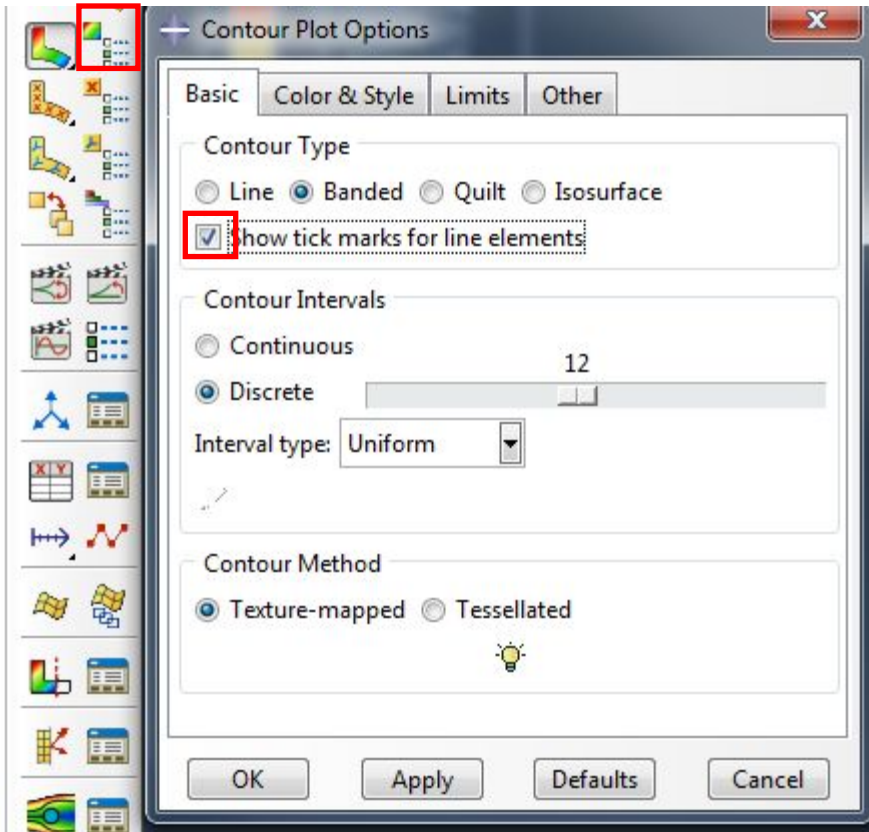 Contour Plot Options
X
Basic Color & Style Limits Other
Contour Type
Line Banded Quilt Isosurface
Show tick marks for line elements
Contour Intervals
Continuous
12
Discrete
Interval type: Uniform
X Y
Contour Method
Texture-mapped Tessellated
OK Apply Defaults Cancel